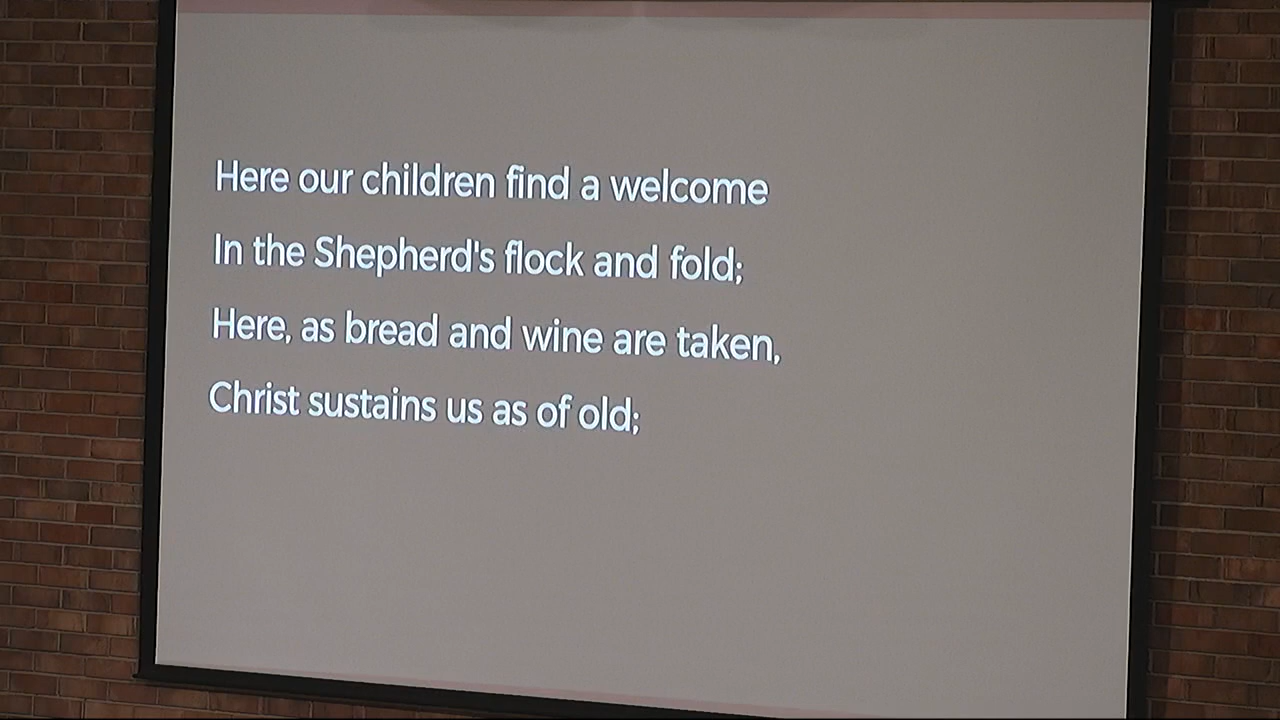 Here our children find a welcome
In the Shepherd's flock and fold;
Here, as bread and wine are taken,
Christ sustains us as of old;